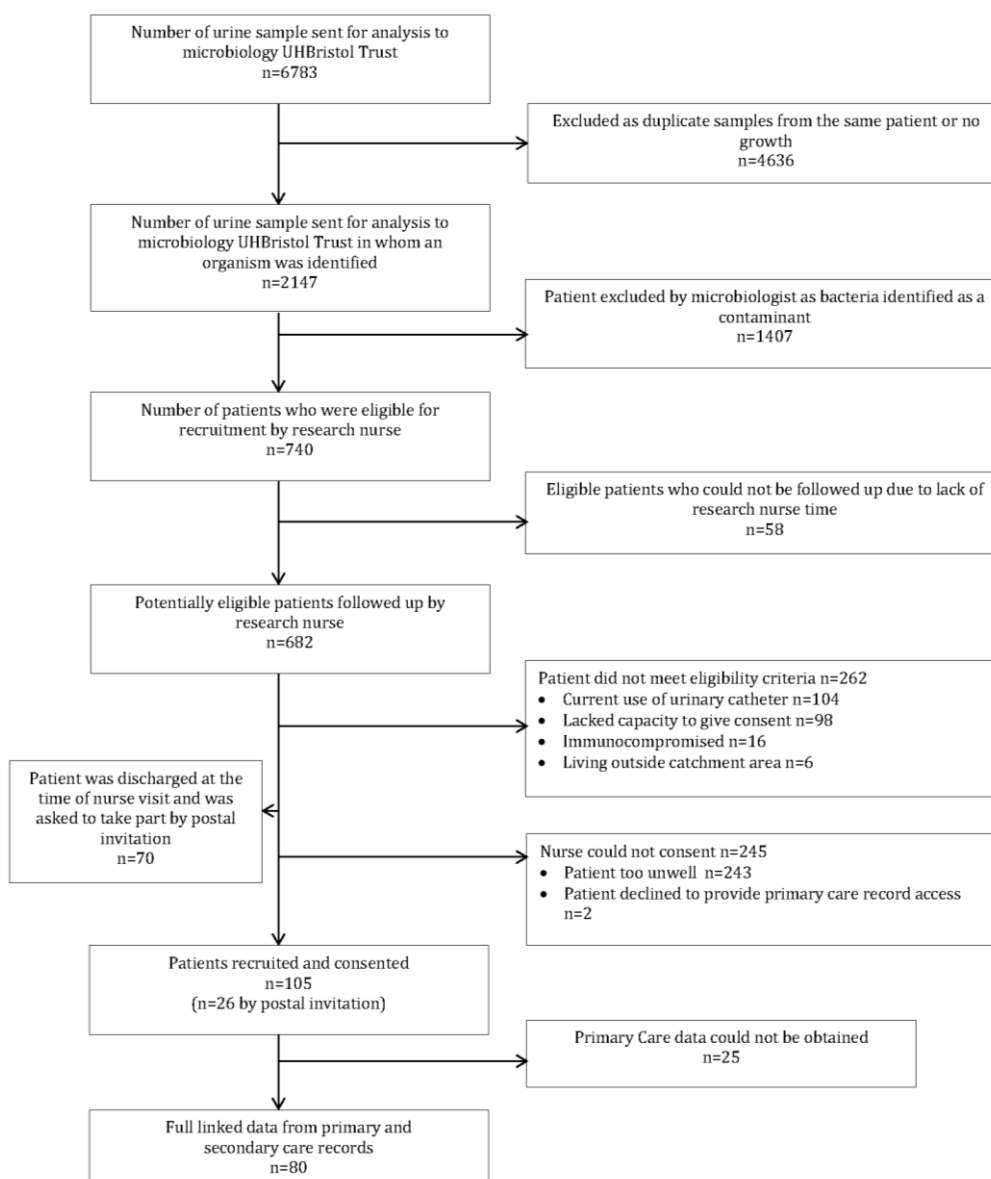 Number of urine sample sent for analysis to
microbiology UHBristol Trust
n=6783
Excluded as duplicate samples from the same patient or no
growth
n=4636
Number of urine sample sent for analysis to
microbiology UHBristol Trust in whom an
organism was identified
n=2147
Patient excluded by microbiologist as bacteria identified as a
contaminant
n=1407
Number of patients who were eligible for
recruitment by research nurse
n=740
Eligible patients who could not be followed up due to lack of
research nurse time
n=58
Potentially eligible patients followed up by
research nurse
n=682
Patient did not meet eligibility criteria n=262
• Current use of urinary catheter n=104
• Lacked capacity to give consent n=98
• Immunocompromised n=16
• Living outside catchment area n=6
Patient was discharged at the
time of nurse visit and was
asked to take part by postal
invitation
n=70
Nurse could not consent n=245
• Patient too unwell n=243
• Patient declined to provide primary care record access
n=2
Patients recruited and consented
n=105
(n=26 by postal invitation)
Primary Care data could not be obtained
n=25
Full linked data from primary and
secondary care records
n=80